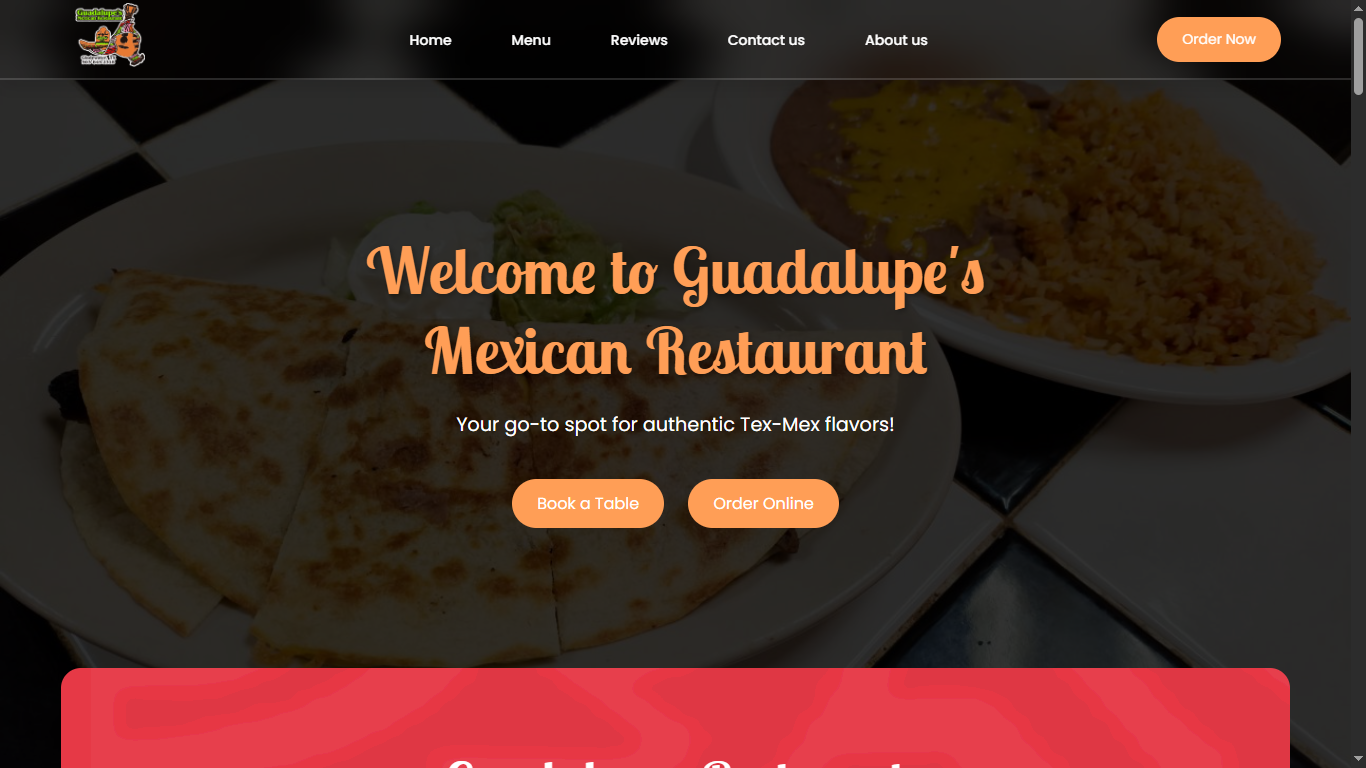 Guadalupe's
Home
Menu
Reviews
Contact us
About us
Order Now
Welcome to Guadalupe's
Mexican Restaurant
Your go-to spot for authentic Tex-Mex flavors!
Book a Table
Order Online